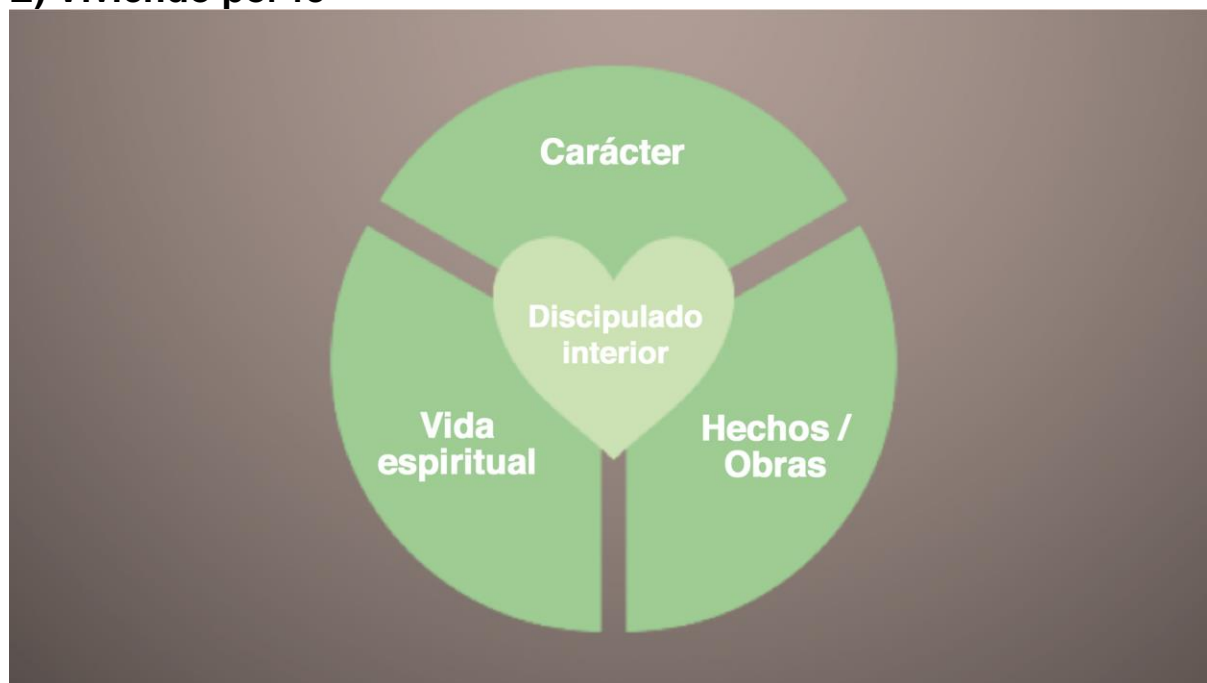 Carácter
Discipulado
interior
Vida
espiritual
Hechos /
Obras